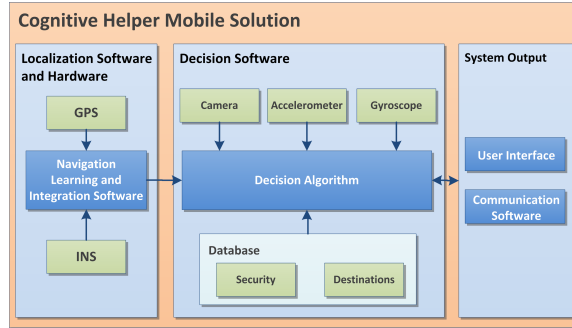 Cognitive Helper Mobile Solution
Localization Software
and Hardware
GPS
Navigation
Learning and
Integration Software
INS
Decision Software
Camera
Accelerometer
Gyroscope
Decision Algorithm
Database
Security
Destinations
System Output
User Interface
Communication
Software